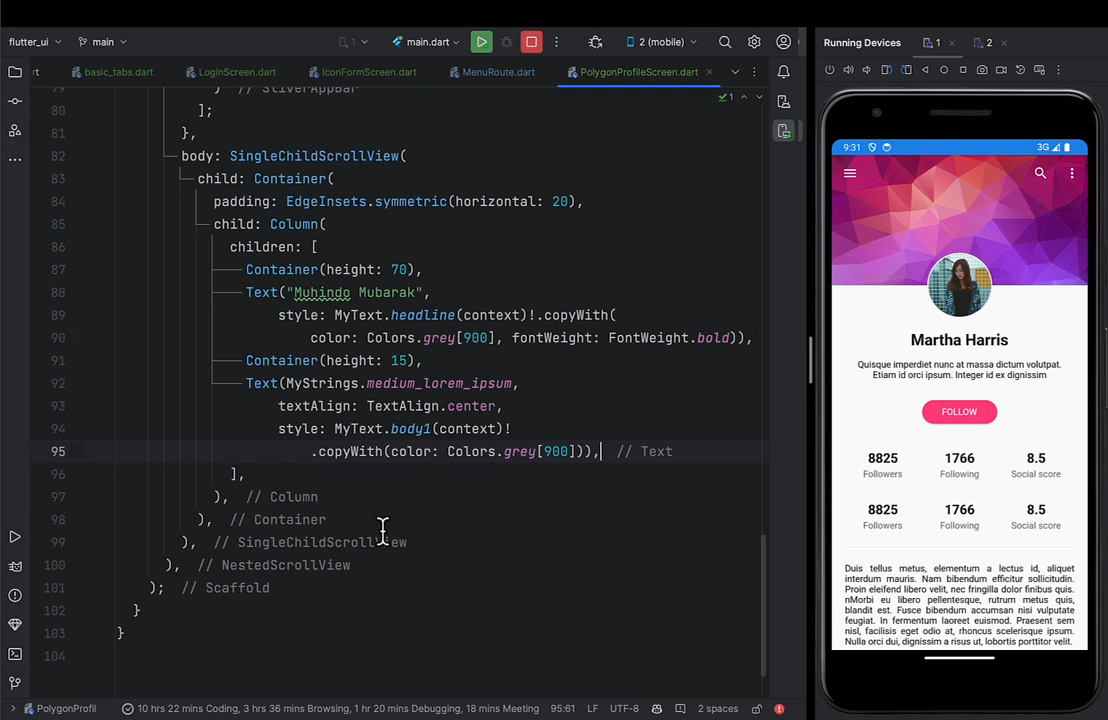 flutter_ui
main
1
main.dart
2 (mobile)
Running Devices
1
2
rt
basic_tabs.dart
LoginScreen.dart
IconFormScreen.dart
MenuRoute.dart
PolygonProfileScreen.dart
79 ) // SliverAppBar
80 ];
81 },
82 body: SingleChildScrollView(
83 child: Container(
84 padding: EdgeInsets.symmetric(horizontal: 20),
85 child: Column(
86 children: [
87 Container(height: 70),
88 Text("Muhindo Mubarak",
89 style: MyText.headline(context)!.copyWith(
90 color: Colors.grey[900], fontWeight: FontWeight.bold)),
91 Container(height: 15),
92 Text(MyStrings.medium_lorem_ipsum,
93 textAlign: TextAlign.center,
94 style: MyText.body1(context)!
95 .copyWith(color: Colors.grey[900])), // Text
96 ],
97 ), // Column
98 ), // Container
99 ), // SingleChildScrollView
100 ), // NestedScrollView
101 ); // Scaffold
102 }
103 }
104
1
9:31
3G
Martha Harris
Quisque imperdiet nunc at massa dictum volutpat.
Etiam id orci ipsum. Integer id ex dignissim
FOLLOW
8825 1766 8.5
Followers Following Social score
8825 1766 8.5
Followers Following Social score
Duis tellus metus, elementum a lectus id, aliquet
interdum mauris. Nam bibendum efficitur sollicitudin.
Proin eleifend libero velit, nec fringilla dolor finibus quis.
nMorbi eu libero pellentesque, rutrum metus quis,
blandit est. Fusce bibendum accumsan nisi vulputate
feugiat. In fermentum laoreet euismod. Praesent sem
nisl, facilisis eget odio at, rhoncus scelerisque ipsum.
Nulla orci dui, dignissim a risus ut, lobortis porttitor velit.
PolygonProfil
10 hrs 22 mins Coding, 3 hrs 36 mins Browsing, 1 hr 20 mins Debugging, 18 mins Meeting
95:61
LF
UTF-8
2 spaces